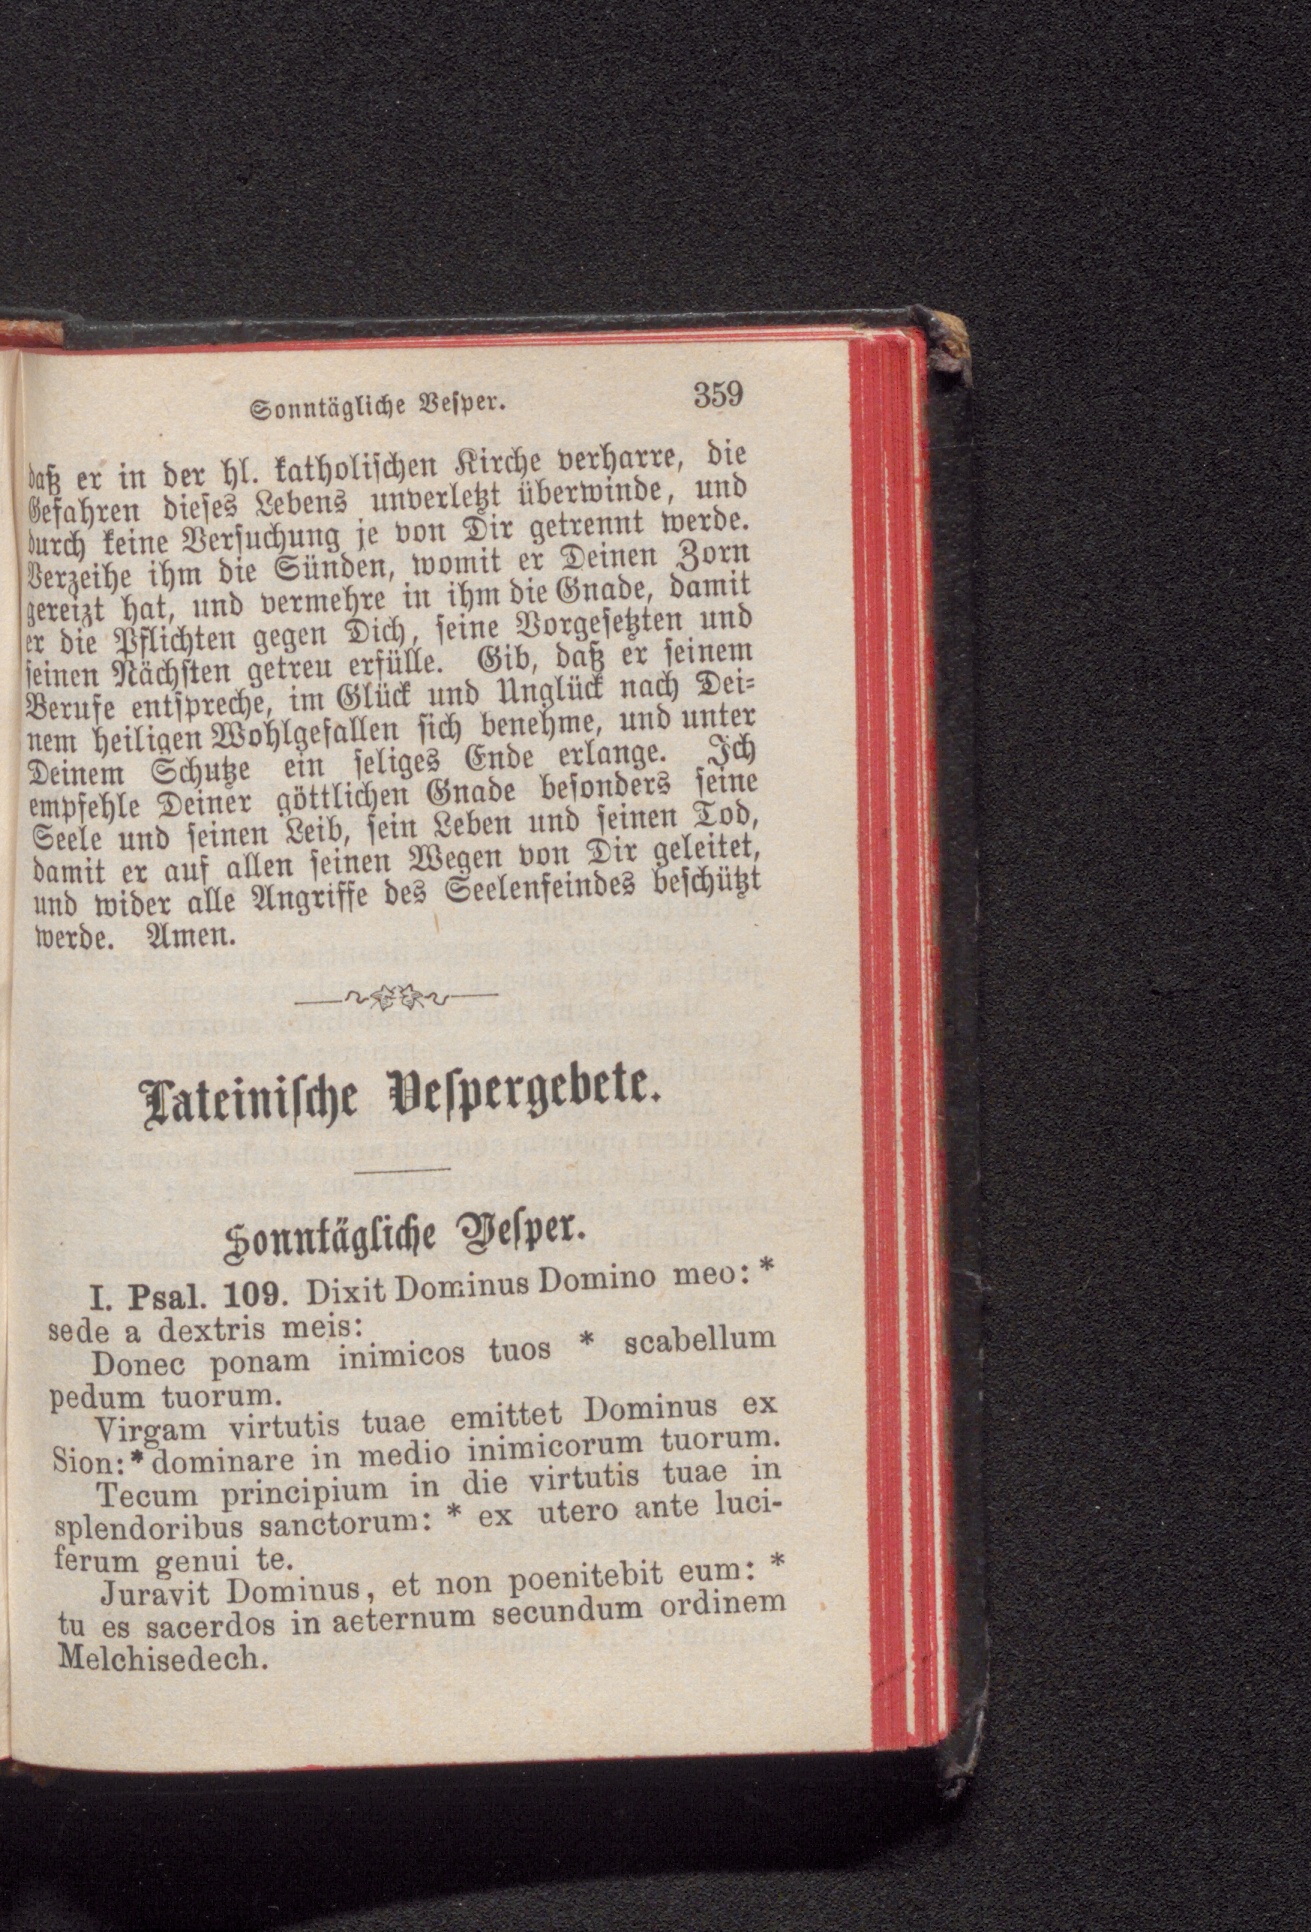 Sonntägliche Vesper. 359
daß er in der hl. katholischen Kirche verharre, die
Gefahren dieses Lebens unverletzt überwinde, und
durch keine Versuchung je von Dir getrennt werde.
Verzeihe ihm die Sünden, womit er Deinen Zorn
gereizt hat, und vermehre in ihm die Gnade, damit
er die Pflichten gegen Dich, seine Vorgesetzten und
seinen Nächsten getreu erfülle. Gib, daß er seinem
Berufe entspreche, im Glück und Unglück nach Dei-
nem heiligen Wohlgefallen sich benehme, und unter
Deinem Schutze ein seliges Ende erlange. Ich
empfehle Deiner göttlichen Gnade besonders seine
Seele und seinen Leib, sein Leben und seinen Tod,
damit er auf allen seinen Wegen von Dir geleitet,
und wider alle Angriffe des Seelenfeindes beschützt
werde. Amen.
Lateinische Vespergebete.
Sonntägliche Vesper.
I. Psal. 109. Dixit Dominus Domino meo: *
sede a dextris meis:
Donec ponam inimicos tuos * scabellum
pedum tuorum.
Virgam virtutis tuae emittet Dominus ex
Sion: * dominare in medio inimicorum tuorum.
Tecum principium in die virtutis tuae in
splendoribus sanctorum: * ex utero ante luci-
ferum genui te.
Juravit Dominus, et non poenitebit eum: *
tu es sacerdos in aeternum secundum ordinem
Melchisedech.